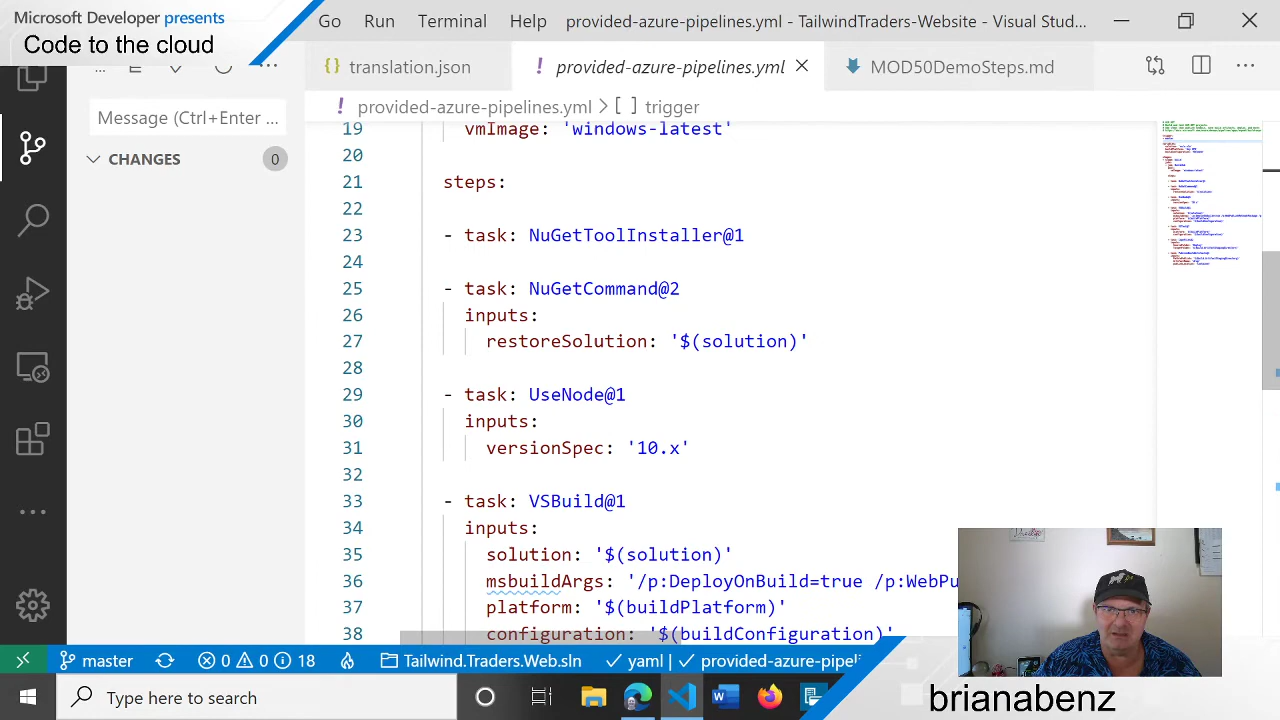 Microsoft Developer presents
Code to the cloud
Go Run Terminal Help provided-azure-pipelines.yml - TailwindTraders-Website - Visual Stud...
translation.json
provided-azure-pipelines.yml
MOD50DemoSteps.md
Message (Ctrl+Enter ...
CHANGES 0
provided-azure-pipelines.yml > [ ] trigger
19 vmImage: 'windows-latest'
20
21 steps:
22
23 - task: NuGetToolInstaller@1
24
25 - task: NuGetCommand@2
26 inputs:
27 restoreSolution: '$(solution)'
28
29 - task: UseNode@1
30 inputs:
31 versionSpec: '10.x'
32
33 - task: VSBuild@1
34 inputs:
35 solution: '$(solution)'
36 msbuildArgs: '/p:DeployOnBuild=true /p:WebPu
37 platform: '$(buildPlatform)'
38 configuration: '$(buildConfiguration)'
master 0 0 18 Tailwind.Traders.Web.sln yaml provided-azure-pipeli
Type here to search
brianabenz